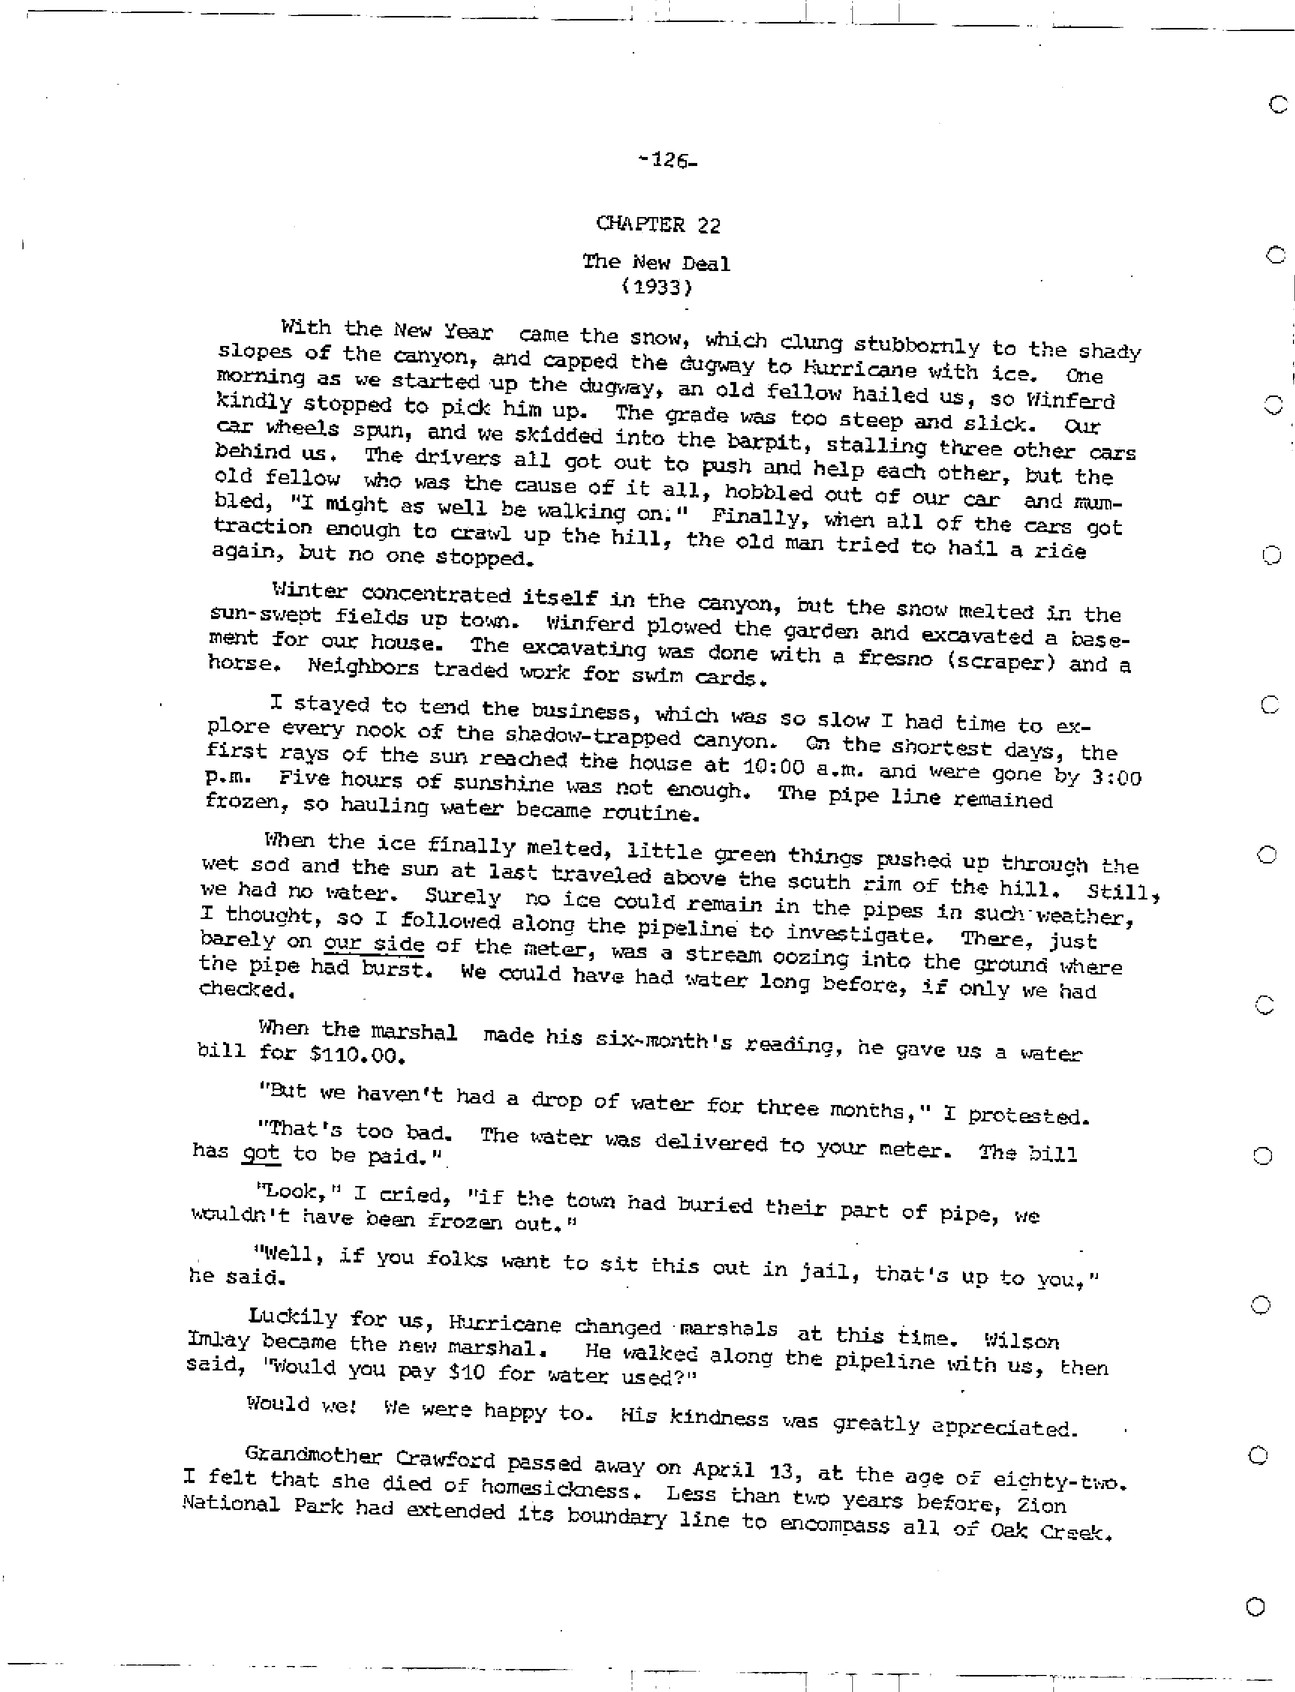 -126-
CHAPTER 22
The New Deal
(1933)
With the New Year came the snow, which clung stubbornly to the shady
slopes of the canyon, and capped the dugway to Hurricane with ice. One
morning as we started up the dugway, an old fellow hailed us, so Winferd
kindly stopped to pick him up. The grade was too steep and slick. Our
car wheels spun, and we skidded into the barpit, stalling three other cars
behind us. The drivers all got out to push and help each other, but the
old fellow who was the cause of it all, hobbled out of our car and mum-
bled, "I might as well be walking on." Finally, when all of the cars got
traction enough to crawl up the hill, the old man tried to hail a ride
again, but no one stopped.
Winter concentrated itself in the canyon, but the snow melted in the
sun-swept fields up town. Winferd plowed the garden and excavated a base-
ment for our house. The excavating was done with a fresno (scraper) and a
horse. Neighbors traded work for swim cards.
I stayed to tend the business, which was so slow I had time to ex-
plore every nook of the shadow-trapped canyon. On the shortest days, the
first rays of the sun reached the house at 10:00 a.m. and were gone by 3:00
p.m. Five hours of sunshine was not enough. The pipe line remained
frozen, so hauling water became routine.
When the ice finally melted, little green things pushed up through the
wet sod and the sun at last traveled above the south rim of the hill. Still,
we had no water. Surely no ice could remain in the pipes in such weather,
I thought, so I followed along the pipeline to investigate. There, just
barely on our side of the meter, was a stream oozing into the ground where
the pipe had burst. We could have had water long before, if only we had
checked.
When the marshal made his six-month's reading, he gave us a water
bill for $110.00.
"But we haven't had a drop of water for three months," I protested.
"That's too bad. The water was delivered to your meter. The bill
has got to be paid."
"Look," I cried, "if the town had buried their part of pipe, we
wouldn't have been frozen out."
"Well, if you folks want to sit this out in jail, that's up to you,"
he said.
Luckily for us, Hurricane changed marshals at this time. Wilson
Imlay became the new marshal. He walked along the pipeline with us, then
said, "Would you pay $10 for water used?"
Would we! We were happy to. His kindness was greatly appreciated.
Grandmother Crawford passed away on April 13, at the age of eighty-two.
I felt that she died of homesickness. Less than two years before, Zion
National Park had extended its boundary line to encompass all of Oak Creek.